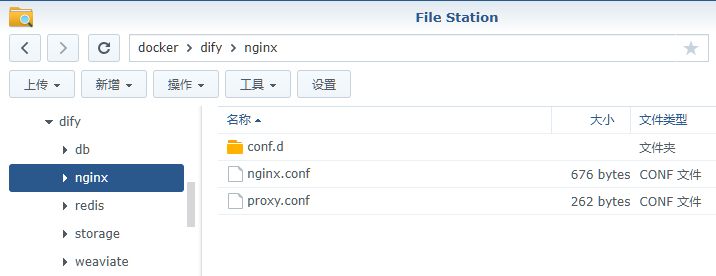 File Station
docker > dify > nginx
上传 新增 操作 工具 设置
dify
db
nginx
redis
storage
weaviate
名称 大小 文件类型
conf.d 文件夹
nginx.conf 676 bytes CONF 文件
proxy.conf 262 bytes CONF 文件